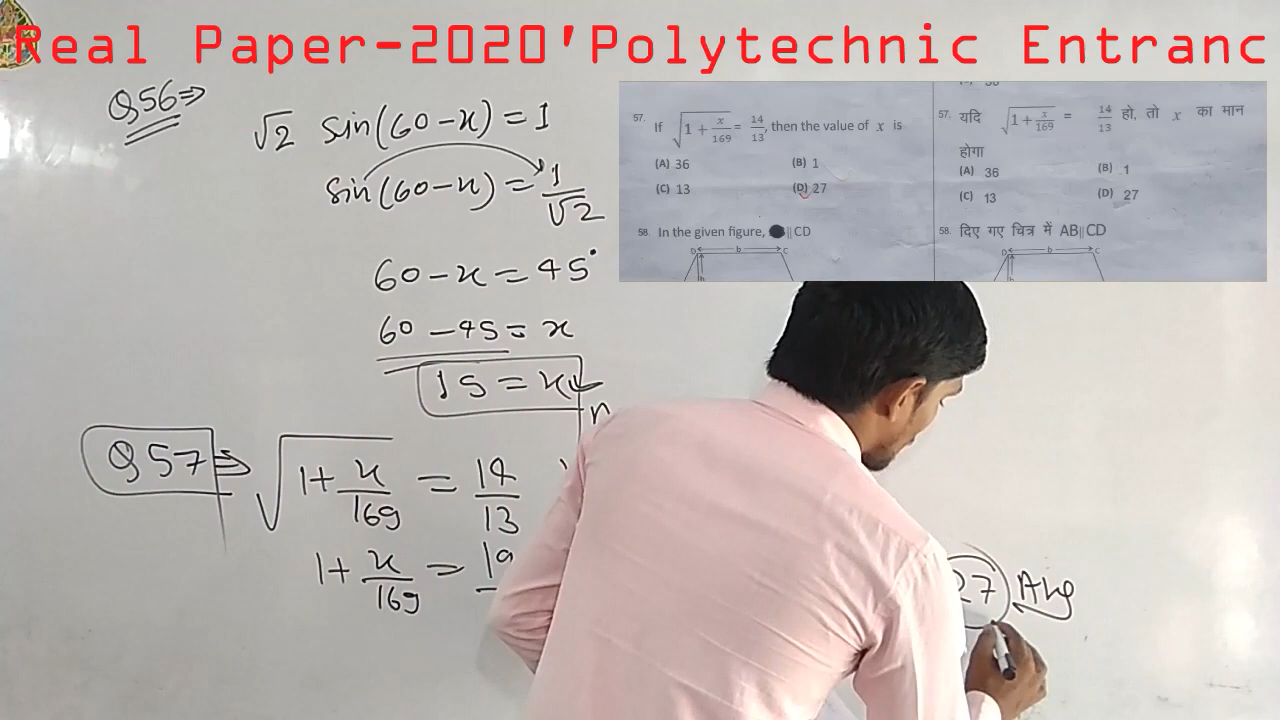 Real Paper-2020'Polytechnic Entranc
Q56⇒
√2 sin(60-x)=1
sin(60-x)=1/√2
60-x=45°
60-45=x
15=x
Q57⇒ √(1+x/169) = 14/13
1+x/169 =
27 Ans
57. If √(1+x/169) = 14/13, then the value of x is
(A) 36 (B) 1
(C) 13 (D) 27
58. In the given figure, ||CD
D b C
h
57. यदि √(1+x/169) = 14/13 हो, तो x का मान
होगा
(A) 36 (B) 1
(C) 13 (D) 27
58. दिए गए चित्र में AB||CD
D b C
h